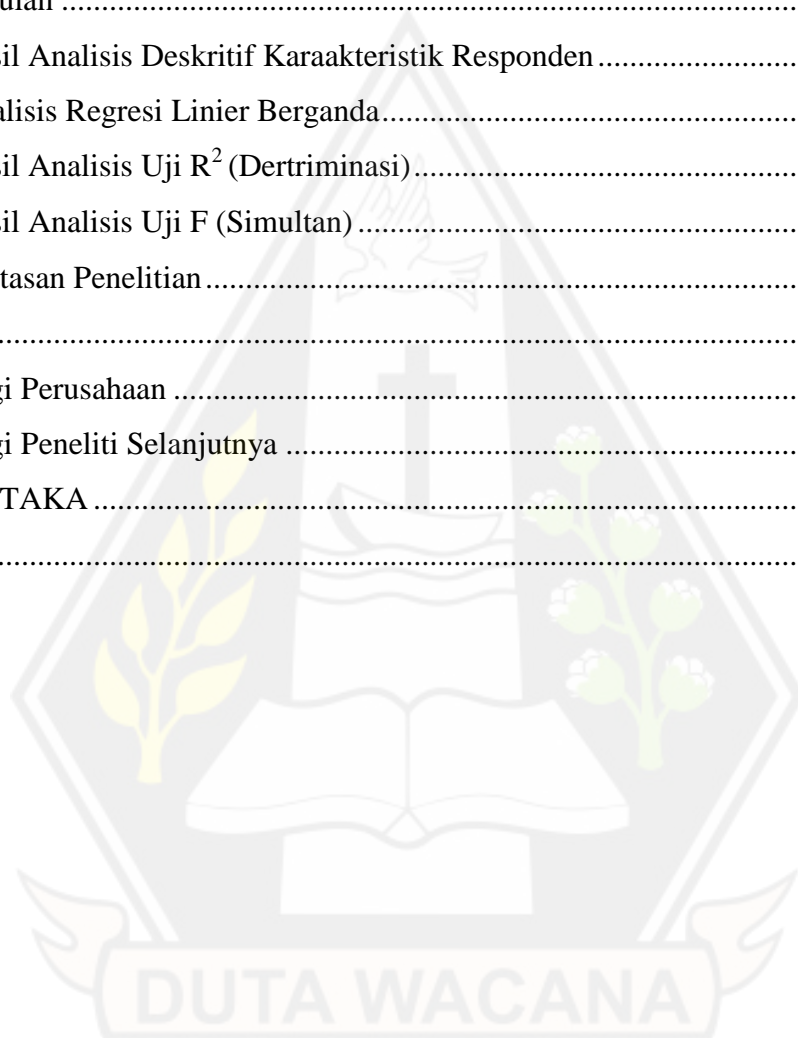 sil Analisis Deskritif Karaakteristik Responden ........................
alisis Regresi Linier Berganda ..................................................
sil Analisis Uji R² (Dertriminasi) ..............................................
sil Analisis Uji F (Simultan) .....................................................
tasan Penelitian ........................................................................
.................................................................................................
gi Perusahaan ...........................................................................
gi Peneliti Selanjutnya ..............................................................
TAKA ......................................................................................
.................................................................................................
DUTA WACANA